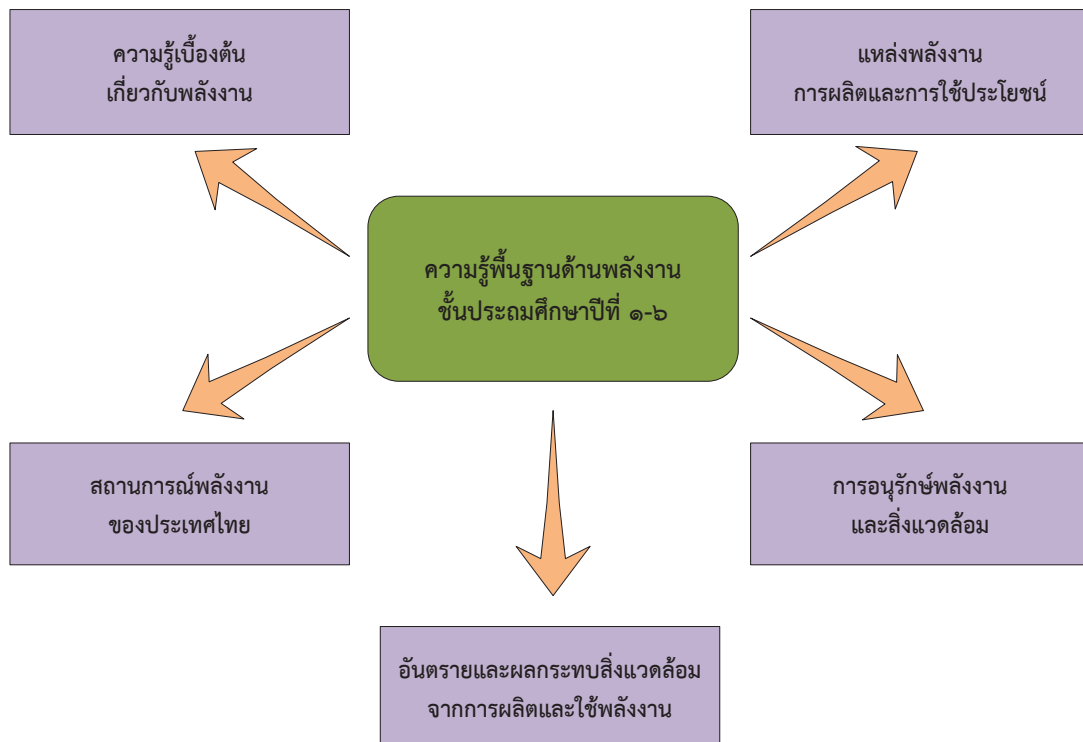 ความรู้เบื้องต้น
เกี่ยวกับพลังงาน
แหล่งพลังงาน
การผลิตและการใช้ประโยชน์
ความรู้พื้นฐานด้านพลังงาน
ชั้นประถมศึกษาปีที่ ๑-๖
สถานการณ์พลังงาน
ของประเทศไทย
การอนุรักษ์พลังงาน
และสิ่งแวดล้อม
อันตรายและผลกระทบสิ่งแวดล้อม
จากการผลิตและใช้พลังงาน